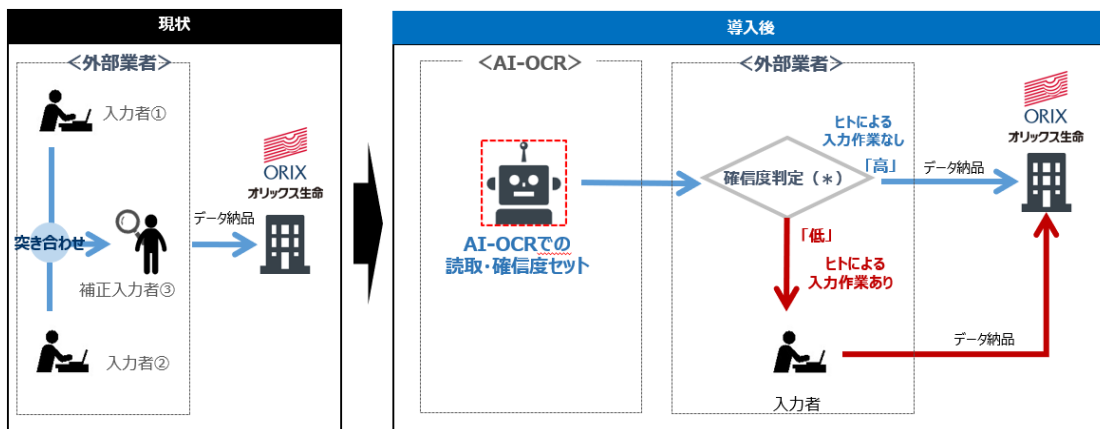 現状
＜外部業者＞
入力者①
突き合わせ
補正入力者③
入力者②
データ納品
ORIX
オリックス生命
導入後
＜AI-OCR＞
AI-OCRでの
読取・確信度セット
＜外部業者＞
確信度判定（＊）
ヒトによる
入力作業なし
「高」
データ納品
ORIX
オリックス生命
「低」
ヒトによる
入力作業あり
入力者
データ納品